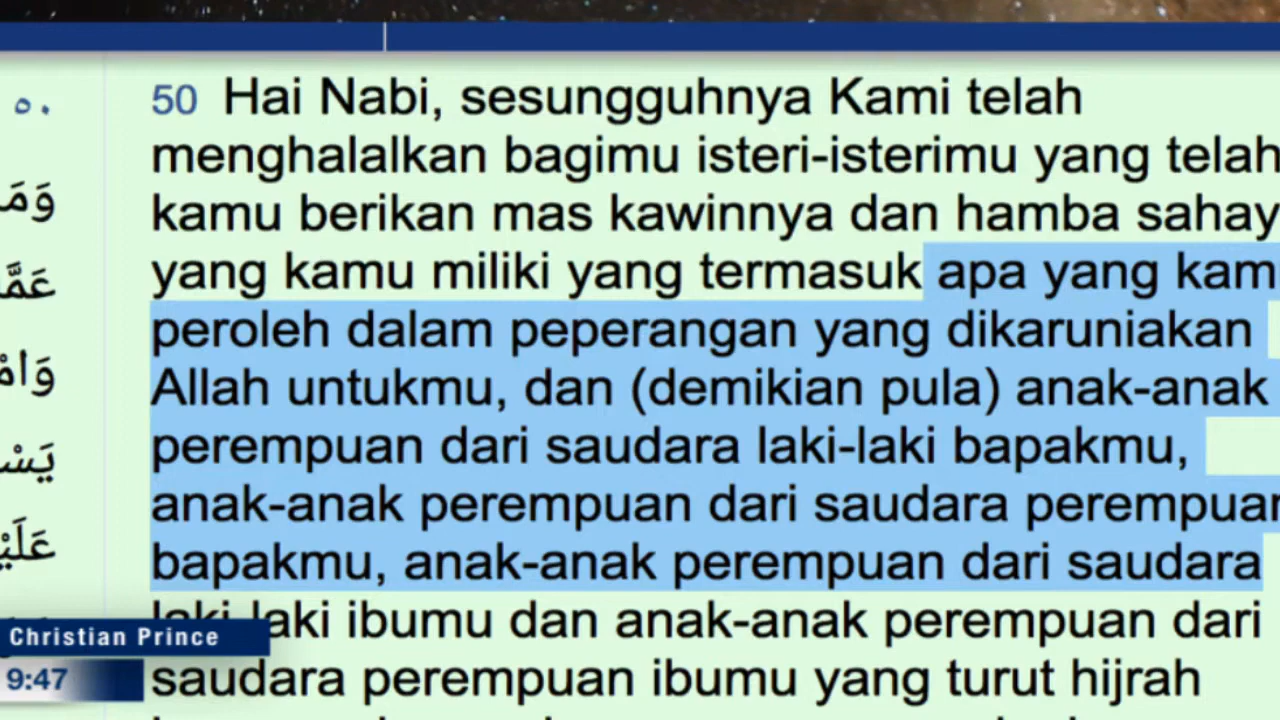 50 Hai Nabi, sesungguhnya Kami telah
menghalalkan bagimu isteri-isterimu yang telah
kamu berikan mas kawinnya dan hamba sahay
yang kamu miliki yang termasuk apa yang kam
peroleh dalam peperangan yang dikaruniakan
Allah untukmu, dan (demikian pula) anak-anak
perempuan dari saudara laki-laki bapakmu,
anak-anak perempuan dari saudara perempuan
bapakmu, anak-anak perempuan dari saudara
laki-laki ibumu dan anak-anak perempuan dari
saudara perempuan ibumu yang turut hijrah
٥٠
وَمَ
عَمَّ
وَامْ
يَسْ
عَلَيْ
Christian Prince
9:47